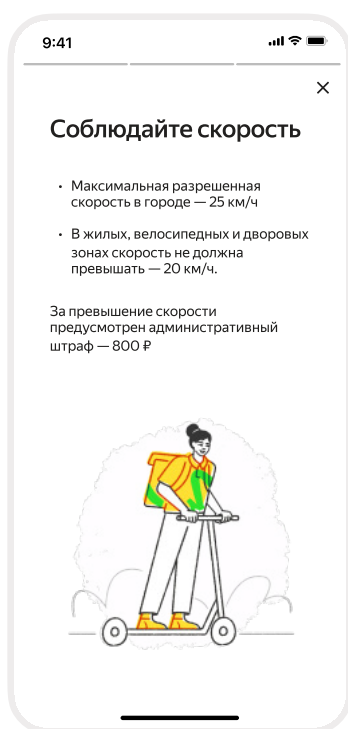 9:41
Соблюдайте скорость
• Максимальная разрешенная
скорость в городе — 25 км/ч
• В жилых, велосипедных и дворовых
зонах скорость не должна
превышать — 20 км/ч.
За превышение скорости
предусмотрен административный
штраф — 800 ₽